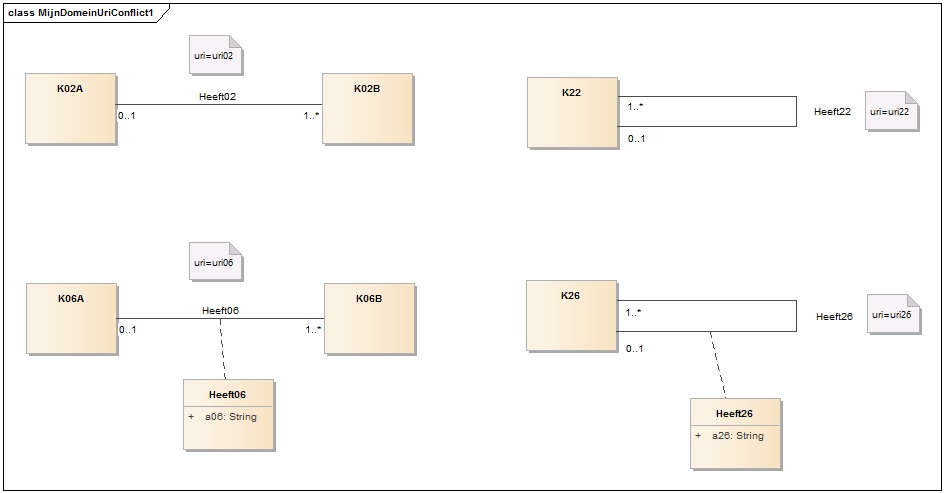 class MijnDomeinUriConflict1
uri=uri02
K02A
Heeft02
K02B
0..1
1..*
K22
1..*
0..1
Heeft22
uri=uri22
uri=uri06
K06A
Heeft06
K06B
0..1
1..*
Heeft06
+ a06: String
K26
1..*
0..1
Heeft26
uri=uri26
Heeft26
+ a26: String